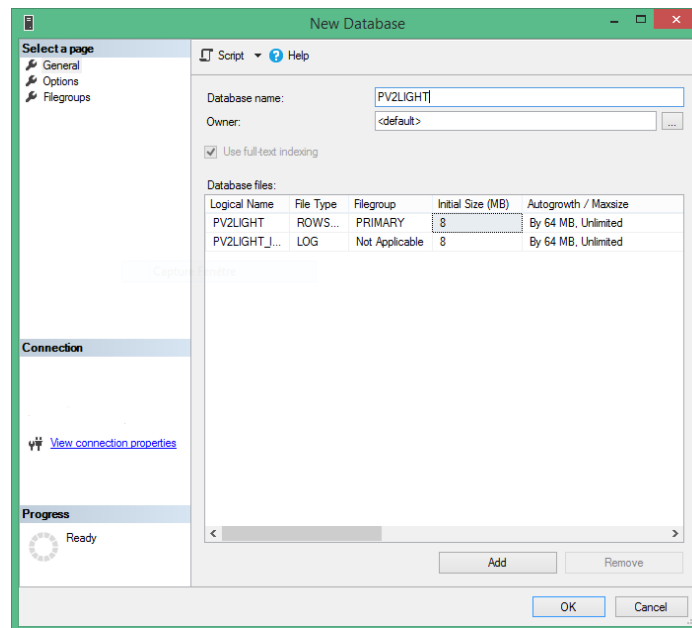 New Database
Select a page
General
Options
Filegroups
Script Help
Database name: PV2LIGHT
Owner: <default> ...
Use full-text indexing
Database files:
Logical Name File Type Filegroup Initial Size (MB) Autogrowth / Maxsize
PV2LIGHT ROWS... PRIMARY 8 By 64 MB, Unlimited
PV2LIGHT_l... LOG Not Applicable 8 By 64 MB, Unlimited
Connection
View connection properties
Progress
Ready
Add Remove
OK Cancel